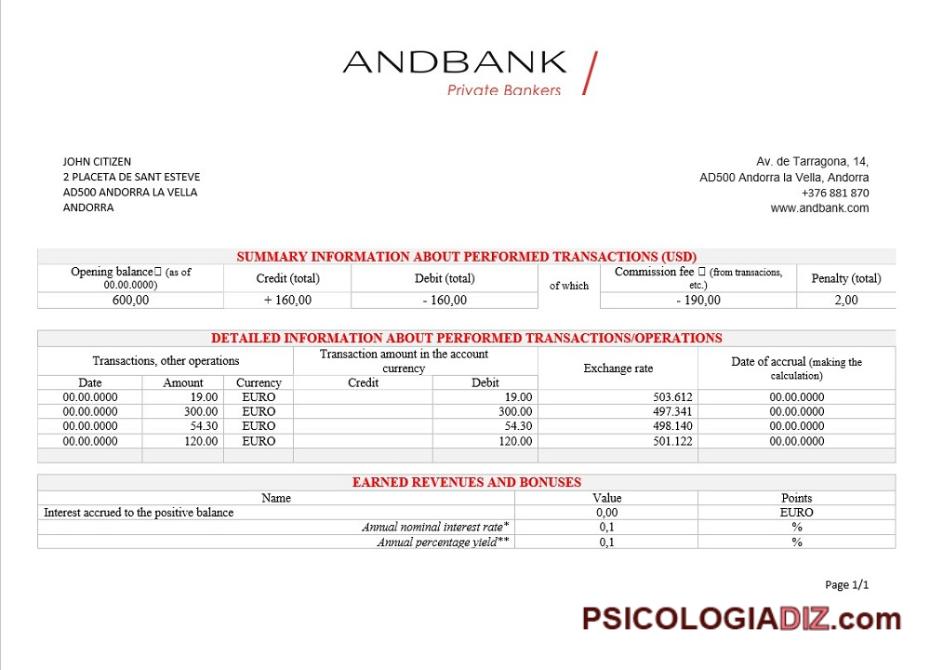 ANDBANK
Private Bankers
JOHN CITIZEN
2 PLACETA DE SANT ESTEVE
AD500 ANDORRA LA VELLA
ANDORRA
Av. de Tarragona, 14,
AD500 Andorra la Vella, Andorra
+376 881 870
www.andbank.com
SUMMARY INFORMATION ABOUT PERFORMED TRANSACTIONS (USD)
Opening balance□ (as of 00.00.0000) Credit (total) Debit (total) of which Commission fee □ (from transacions, etc.) Penalty (total)
600,00 + 160,00 - 160,00 - 190,00 2,00
DETAILED INFORMATION ABOUT PERFORMED TRANSACTIONS/OPERATIONS
Transactions, other operations Transaction amount in the account currency Exchange rate Date of accrual (making the calculation)
Date Amount Currency Credit Debit
00.00.0000 19.00 EURO 19.00 503.612 00.00.0000
00.00.0000 300.00 EURO 300.00 497.341 00.00.0000
00.00.0000 54.30 EURO 54.30 498.140 00.00.0000
00.00.0000 120.00 EURO 120.00 501.122 00.00.0000
EARNED REVENUES AND BONUSES
Name Value Points
Interest accrued to the positive balance 0,00 EURO
Annual nominal interest rate* 0,1 %
Annual percentage yield** 0,1 %
Page 1/1
PSICOLOGIADIZ.com